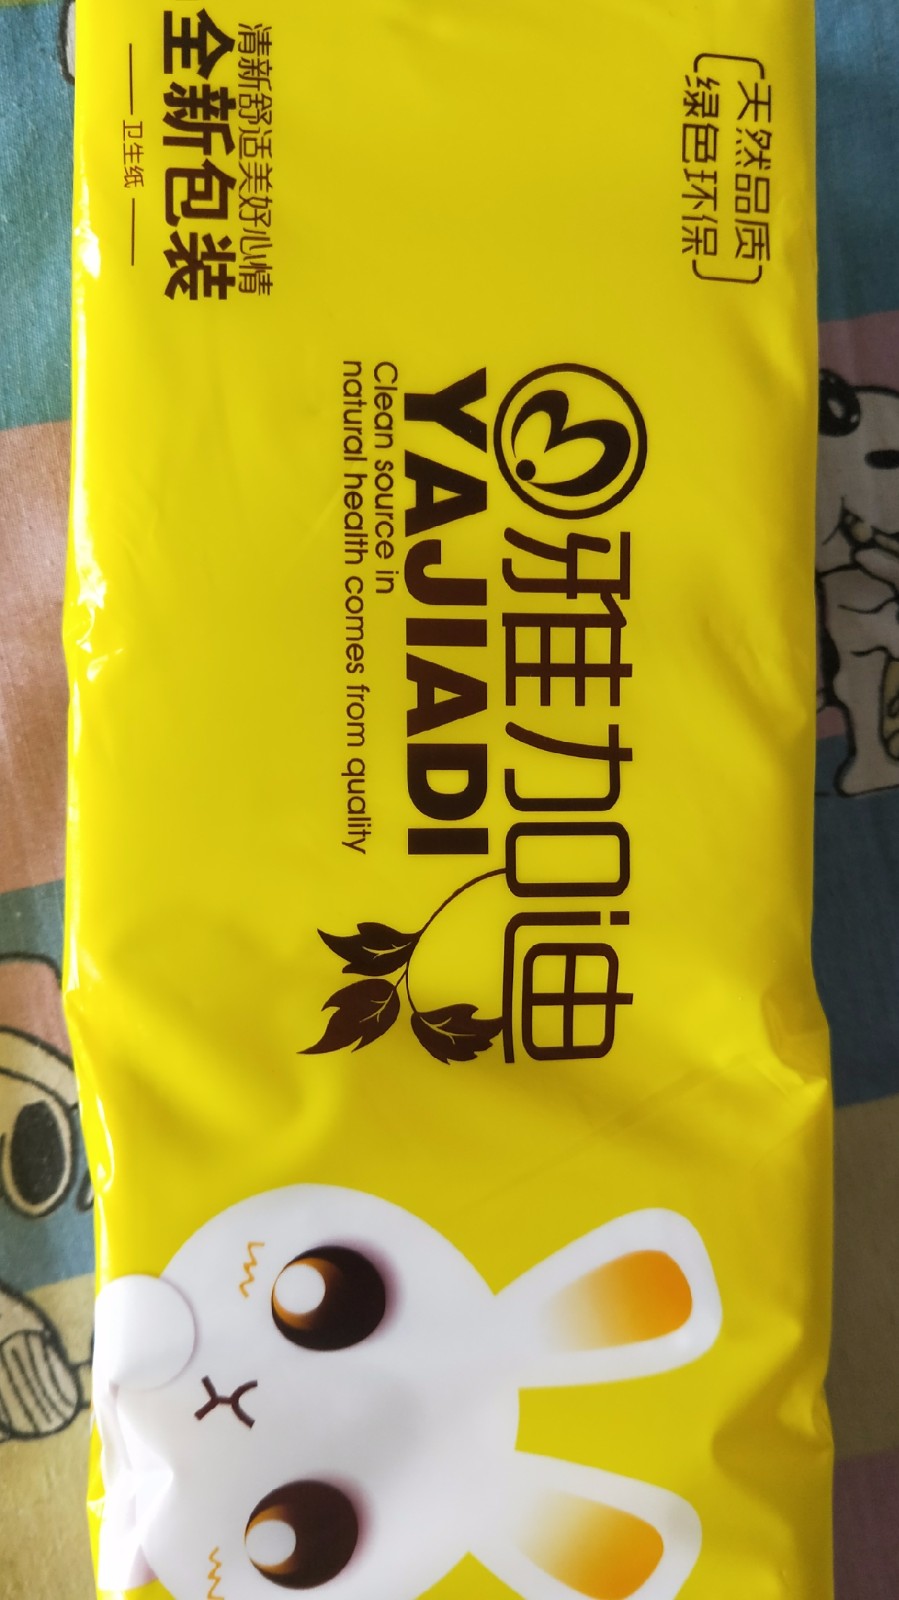 天然品质
绿色环保
雅加迪
YAJIADI
Clean source in
natural health comes from quality
清新舒适美好心情
全新包装
卫生纸